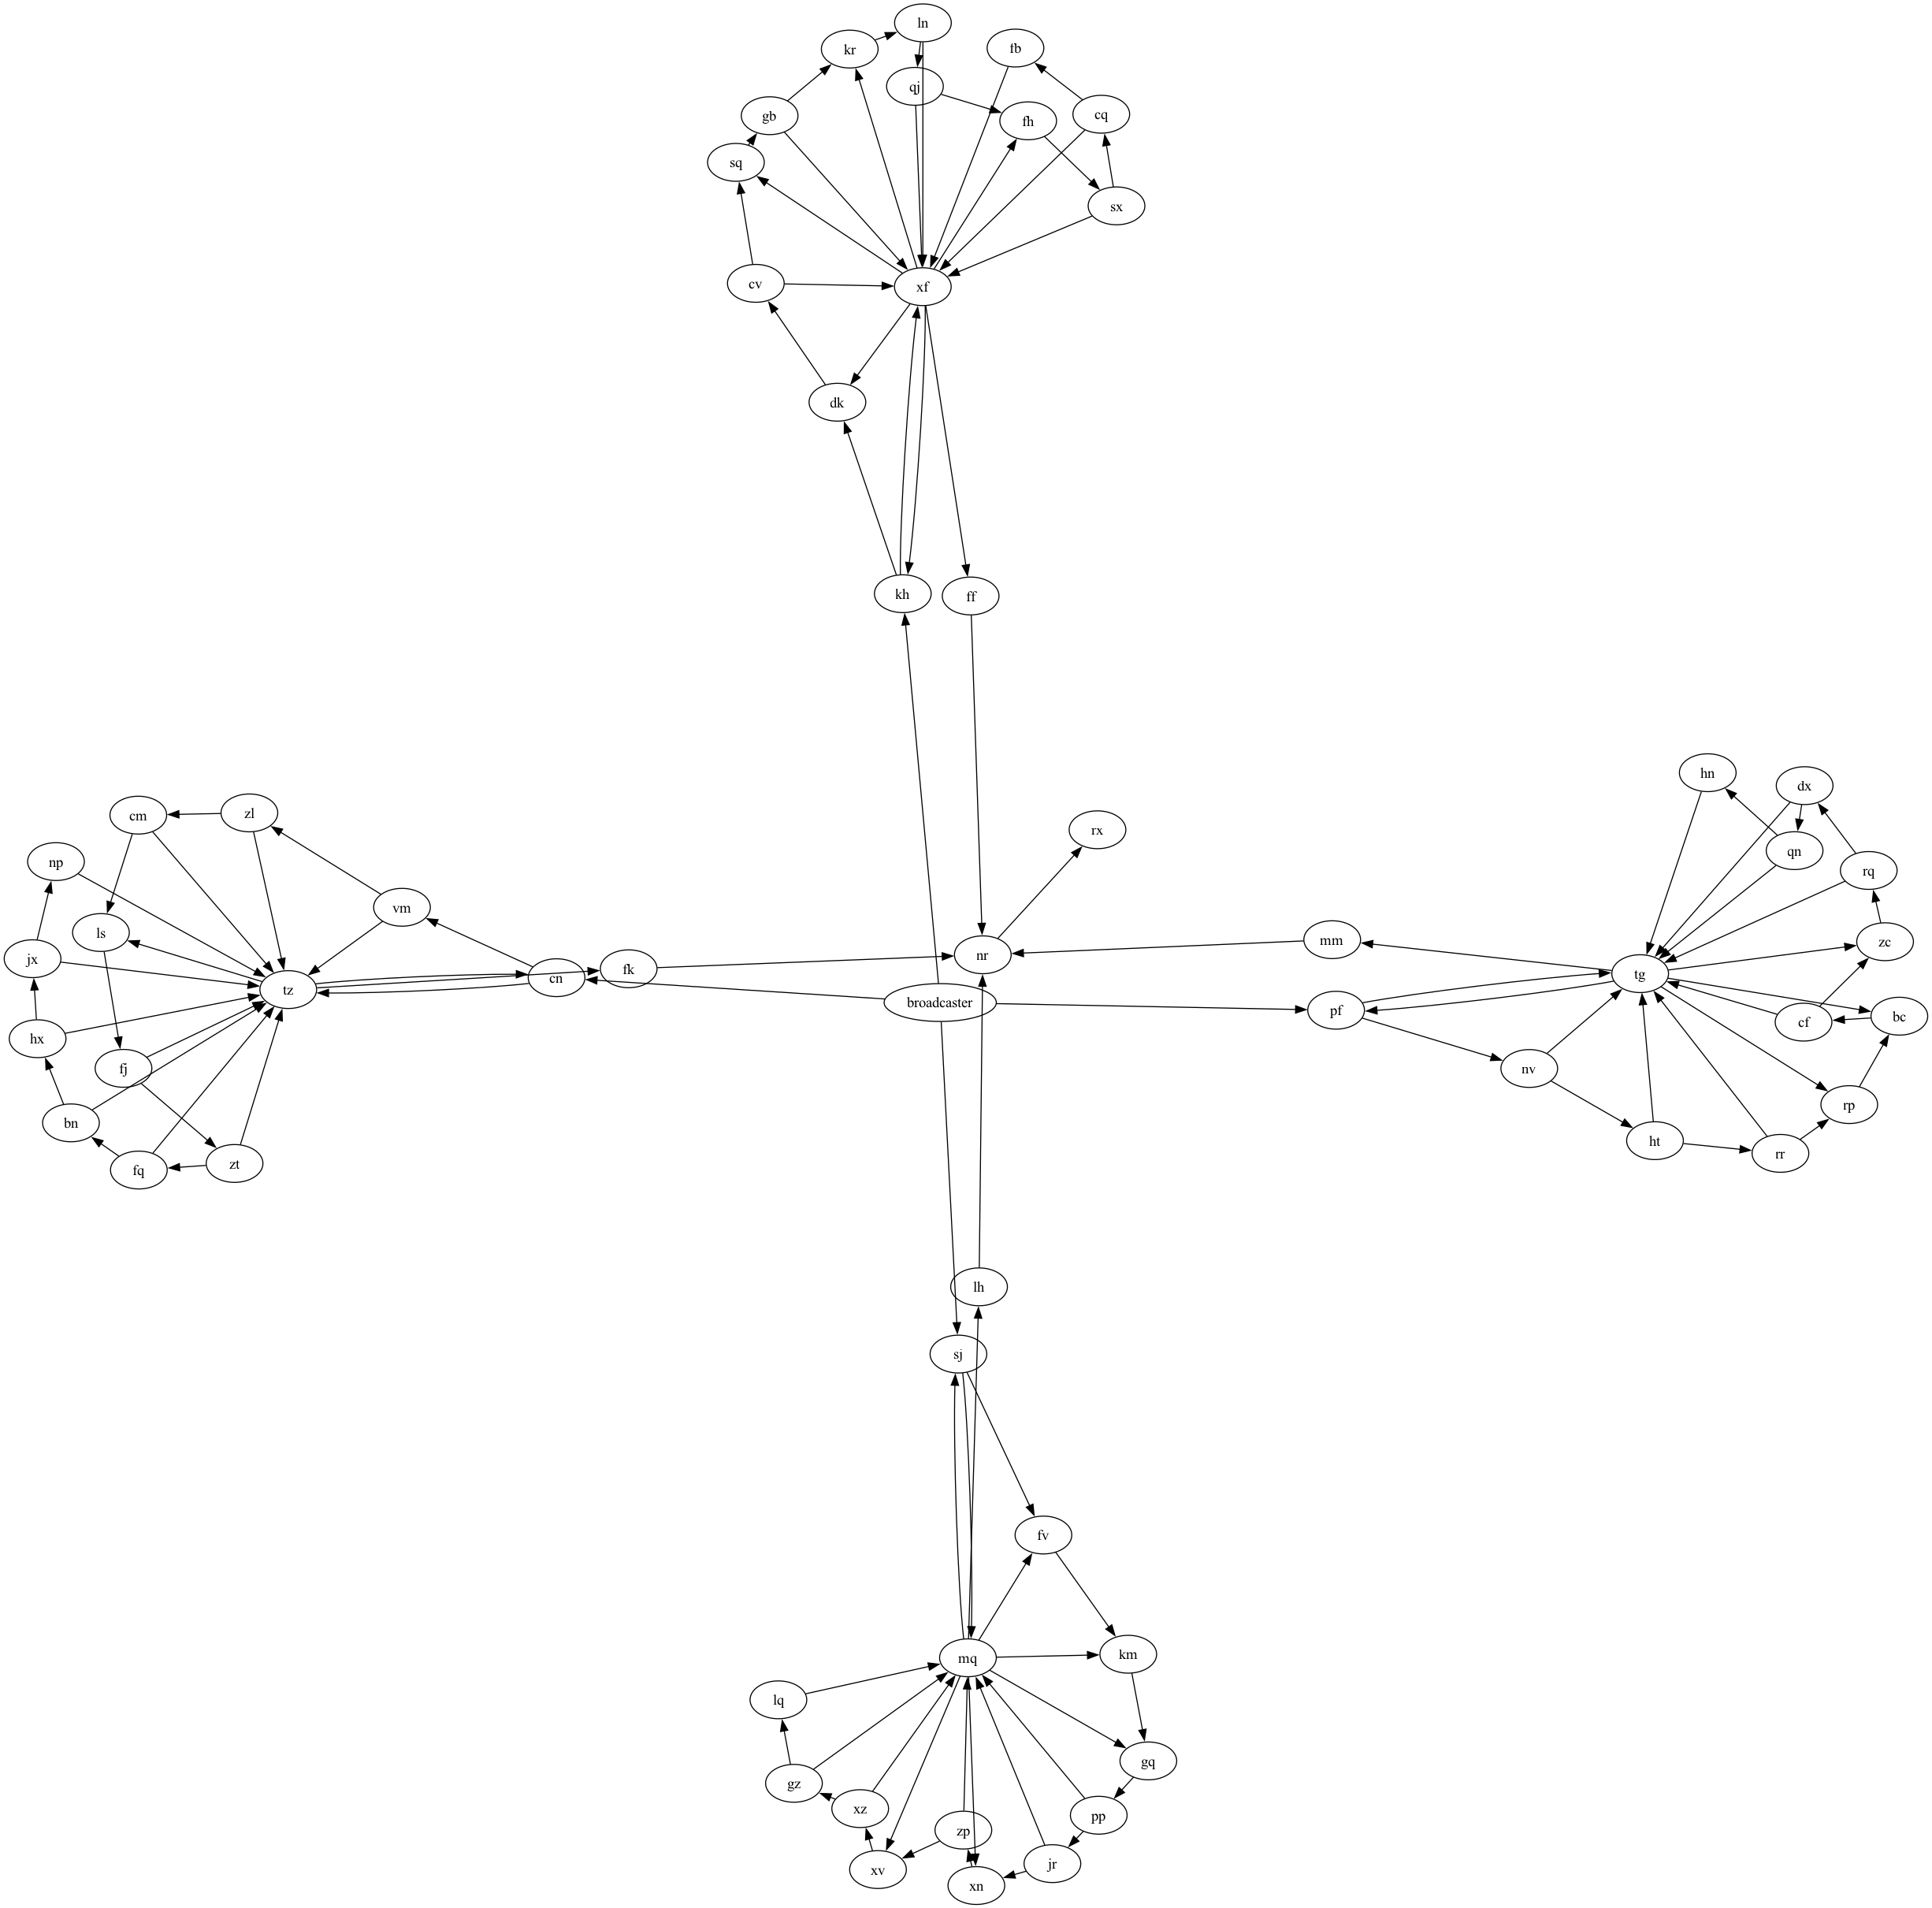 ln
kr
fb
qj
gb
cq
fh
sq
sx
cv
xf
dk
kh
ff
hn
dx
cm
zl
rx
qn
np
rq
vm
ls
nr
mm
zc
jx
fk
tg
cn
tz
broadcaster
pf
bc
cf
hx
fj
nv
rp
bn
ht
rr
zt
fq
lh
sj
fv
km
mq
lq
gq
gz
xz
pp
zp
jr
xv
xn